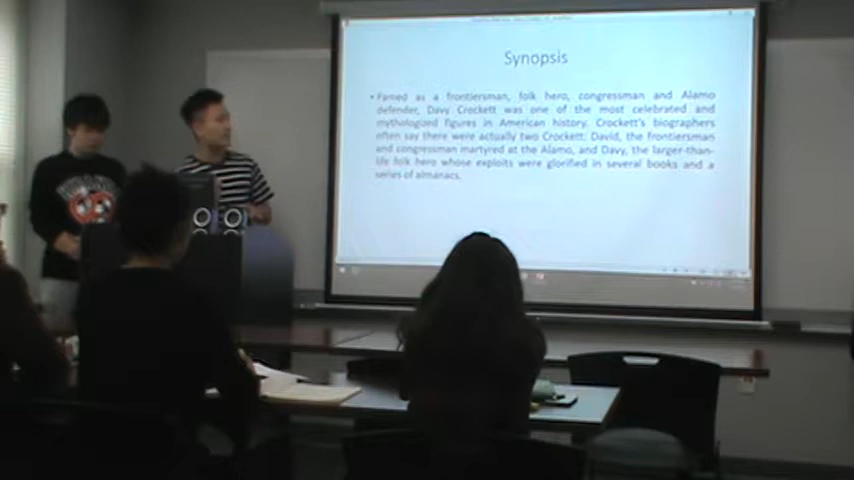 Synopsis
• Famed as a frontiersman, folk hero, congressman and Alamo
defender, Davy Crockett was one of the most celebrated and
mythologized figures in American history. Crockett's biographers
often say there were actually two Crockett: David, the frontiersman
and congressman martyred at the Alamo, and Davy, the larger-than-
life folk hero whose exploits were glorified in several books and a
series of almanacs.